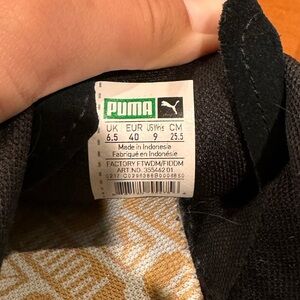 PUMA
UK EUR US CM
6.5 40 9 25.5
Made in Indonesia
Fabriqué en Indonésie
FACTORY FTWDM/FIDDM
ART NO. 355462 01